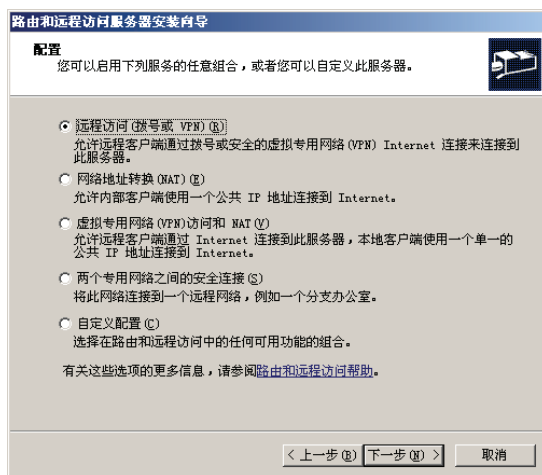 路由和远程访问服务器安装向导
配置
您可以启用下列服务的任意组合，或者您可以自定义此服务器。
远程访问(拨号或 VPN)(R)
允许远程客户端通过拨号或安全的虚拟专用网络(VPN) Internet 连接来连接到
此服务器。
网络地址转换(NAT)(E)
允许内部客户端使用一个公共 IP 地址连接到 Internet。
虚拟专用网络(VPN)访问和 NAT(V)
允许远程客户端通过 Internet 连接到此服务器，本地客户端使用一个单一的
公共 IP 地址连接到 Internet。
两个专用网络之间的安全连接(S)
将此网络连接到一个远程网络，例如一个分支办公室。
自定义配置(C)
选择在路由和远程访问中的任何可用功能的组合。
有关这些选项的更多信息，请参阅路由和远程访问帮助。
< 上一步(B) 下一步(N) > 取消